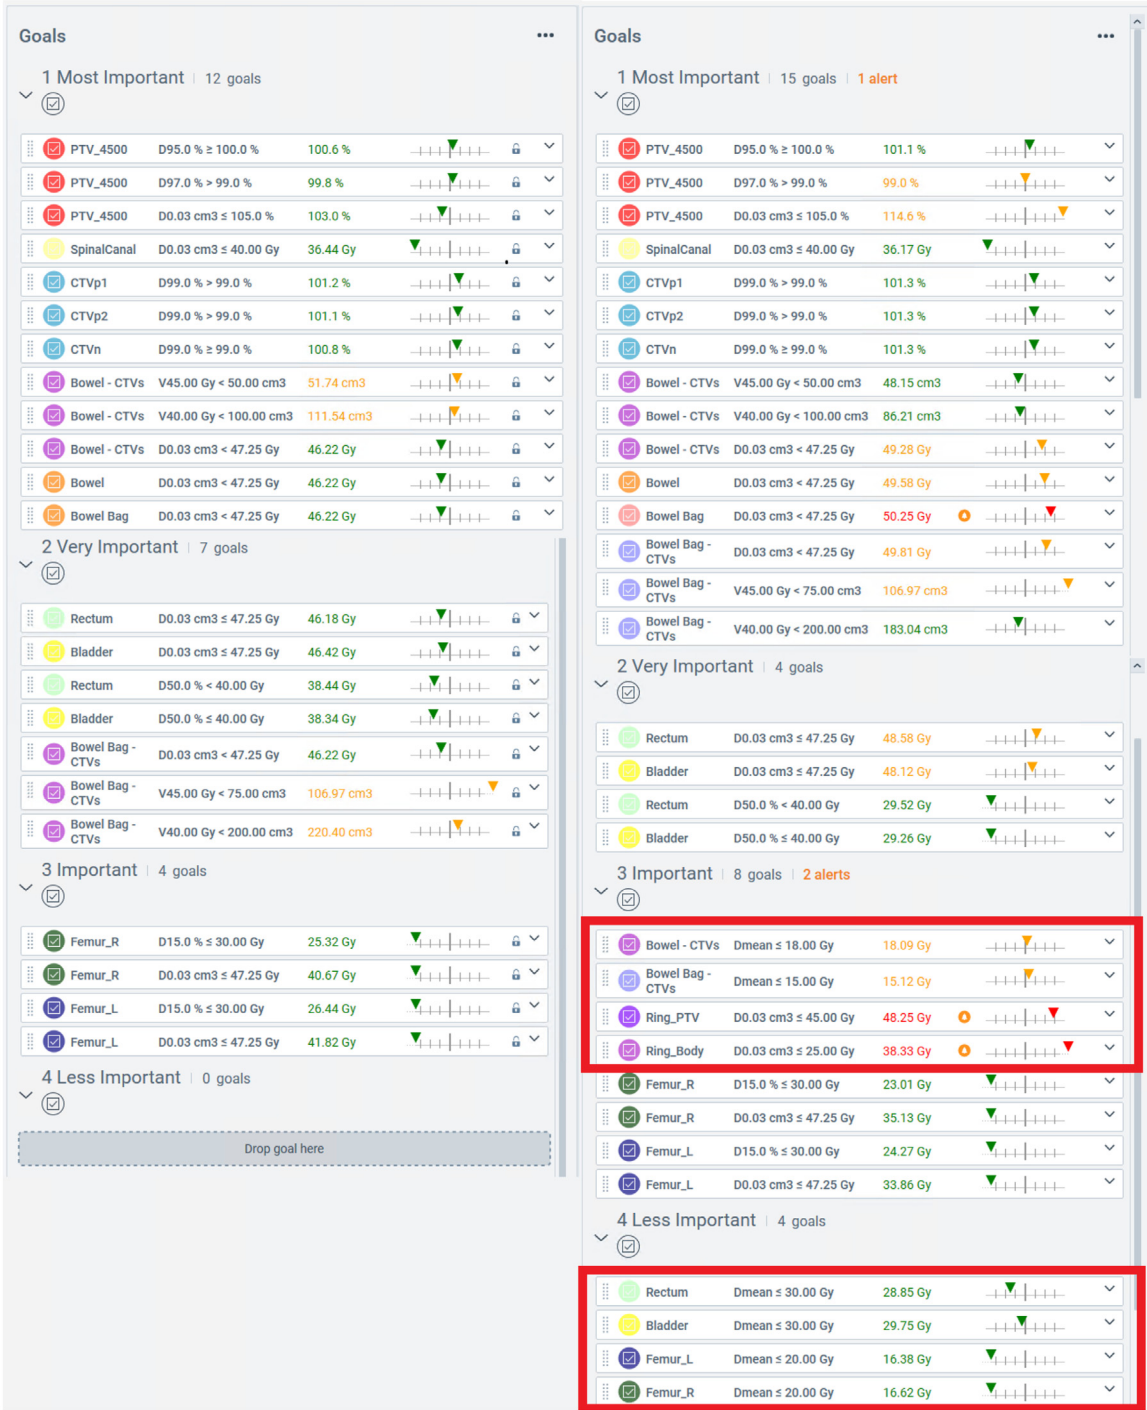 Goals
1 Most Important | 12 goals
PTV_4500 D95.0 % ≥ 100.0 % 100.6 %
PTV_4500 D97.0 % > 99.0 % 99.8 %
PTV_4500 D0.03 cm3 ≤ 105.0 % 103.0 %
SpinalCanal D0.03 cm3 ≤ 40.00 Gy 36.44 Gy
CTVp1 D99.0 % > 99.0 % 101.2 %
CTVp2 D99.0 % > 99.0 % 101.1 %
CTVn D99.0 % ≥ 99.0 % 100.8 %
Bowel - CTVs V45.00 Gy < 50.00 cm3 51.74 cm3
Bowel - CTVs V40.00 Gy < 100.00 cm3 111.54 cm3
Bowel - CTVs D0.03 cm3 < 47.25 Gy 46.22 Gy
Bowel D0.03 cm3 < 47.25 Gy 46.22 Gy
Bowel Bag D0.03 cm3 < 47.25 Gy 46.22 Gy
2 Very Important | 7 goals
Rectum D0.03 cm3 ≤ 47.25 Gy 46.18 Gy
Bladder D0.03 cm3 ≤ 47.25 Gy 46.42 Gy
Rectum D50.0 % < 40.00 Gy 38.44 Gy
Bladder D50.0 % ≤ 40.00 Gy 38.34 Gy
Bowel Bag -
CTVs D0.03 cm3 < 47.25 Gy 46.22 Gy
Bowel Bag -
CTVs V45.00 Gy < 75.00 cm3 106.97 cm3
Bowel Bag -
CTVs V40.00 Gy < 200.00 cm3 220.40 cm3
3 Important | 4 goals
Femur_R D15.0 % ≤ 30.00 Gy 25.32 Gy
Femur_R D0.03 cm3 ≤ 47.25 Gy 40.67 Gy
Femur_L D15.0 % ≤ 30.00 Gy 26.44 Gy
Femur_L D0.03 cm3 ≤ 47.25 Gy 41.82 Gy
4 Less Important | 0 goals
Drop goal here
Goals
1 Most Important | 15 goals | 1 alert
PTV_4500 D95.0 % ≥ 100.0 % 101.1 %
PTV_4500 D97.0 % > 99.0 % 99.0 %
PTV_4500 D0.03 cm3 ≤ 105.0 % 114.6 %
SpinalCanal D0.03 cm3 ≤ 40.00 Gy 36.17 Gy
CTVp1 D99.0 % > 99.0 % 101.3 %
CTVp2 D99.0 % > 99.0 % 101.3 %
CTVn D99.0 % ≥ 99.0 % 101.3 %
Bowel - CTVs V45.00 Gy < 50.00 cm3 48.15 cm3
Bowel - CTVs V40.00 Gy < 100.00 cm3 86.21 cm3
Bowel - CTVs D0.03 cm3 < 47.25 Gy 49.28 Gy
Bowel D0.03 cm3 < 47.25 Gy 49.58 Gy
Bowel Bag D0.03 cm3 < 47.25 Gy 50.25 Gy
Bowel Bag -
CTVs D0.03 cm3 < 47.25 Gy 49.81 Gy
Bowel Bag -
CTVs V45.00 Gy < 75.00 cm3 106.97 cm3
Bowel Bag -
CTVs V40.00 Gy < 200.00 cm3 183.04 cm3
2 Very Important | 4 goals
Rectum D0.03 cm3 ≤ 47.25 Gy 48.58 Gy
Bladder D0.03 cm3 ≤ 47.25 Gy 48.12 Gy
Rectum D50.0 % < 40.00 Gy 29.52 Gy
Bladder D50.0 % ≤ 40.00 Gy 29.26 Gy
3 Important | 8 goals | 2 alerts
Bowel - CTVs Dmean ≤ 18.00 Gy 18.09 Gy
Bowel Bag -
CTVs Dmean ≤ 15.00 Gy 15.12 Gy
Ring_PTV D0.03 cm3 ≤ 45.00 Gy 48.25 Gy
Ring_Body D0.03 cm3 ≤ 25.00 Gy 38.33 Gy
Femur_R D15.0 % ≤ 30.00 Gy 23.01 Gy
Femur_R D0.03 cm3 ≤ 47.25 Gy 35.13 Gy
Femur_L D15.0 % ≤ 30.00 Gy 24.27 Gy
Femur_L D0.03 cm3 ≤ 47.25 Gy 33.86 Gy
4 Less Important | 4 goals
Rectum Dmean ≤ 30.00 Gy 28.85 Gy
Bladder Dmean ≤ 30.00 Gy 29.75 Gy
Femur_L Dmean ≤ 20.00 Gy 16.38 Gy
Femur_R Dmean ≤ 20.00 Gy 16.62 Gy